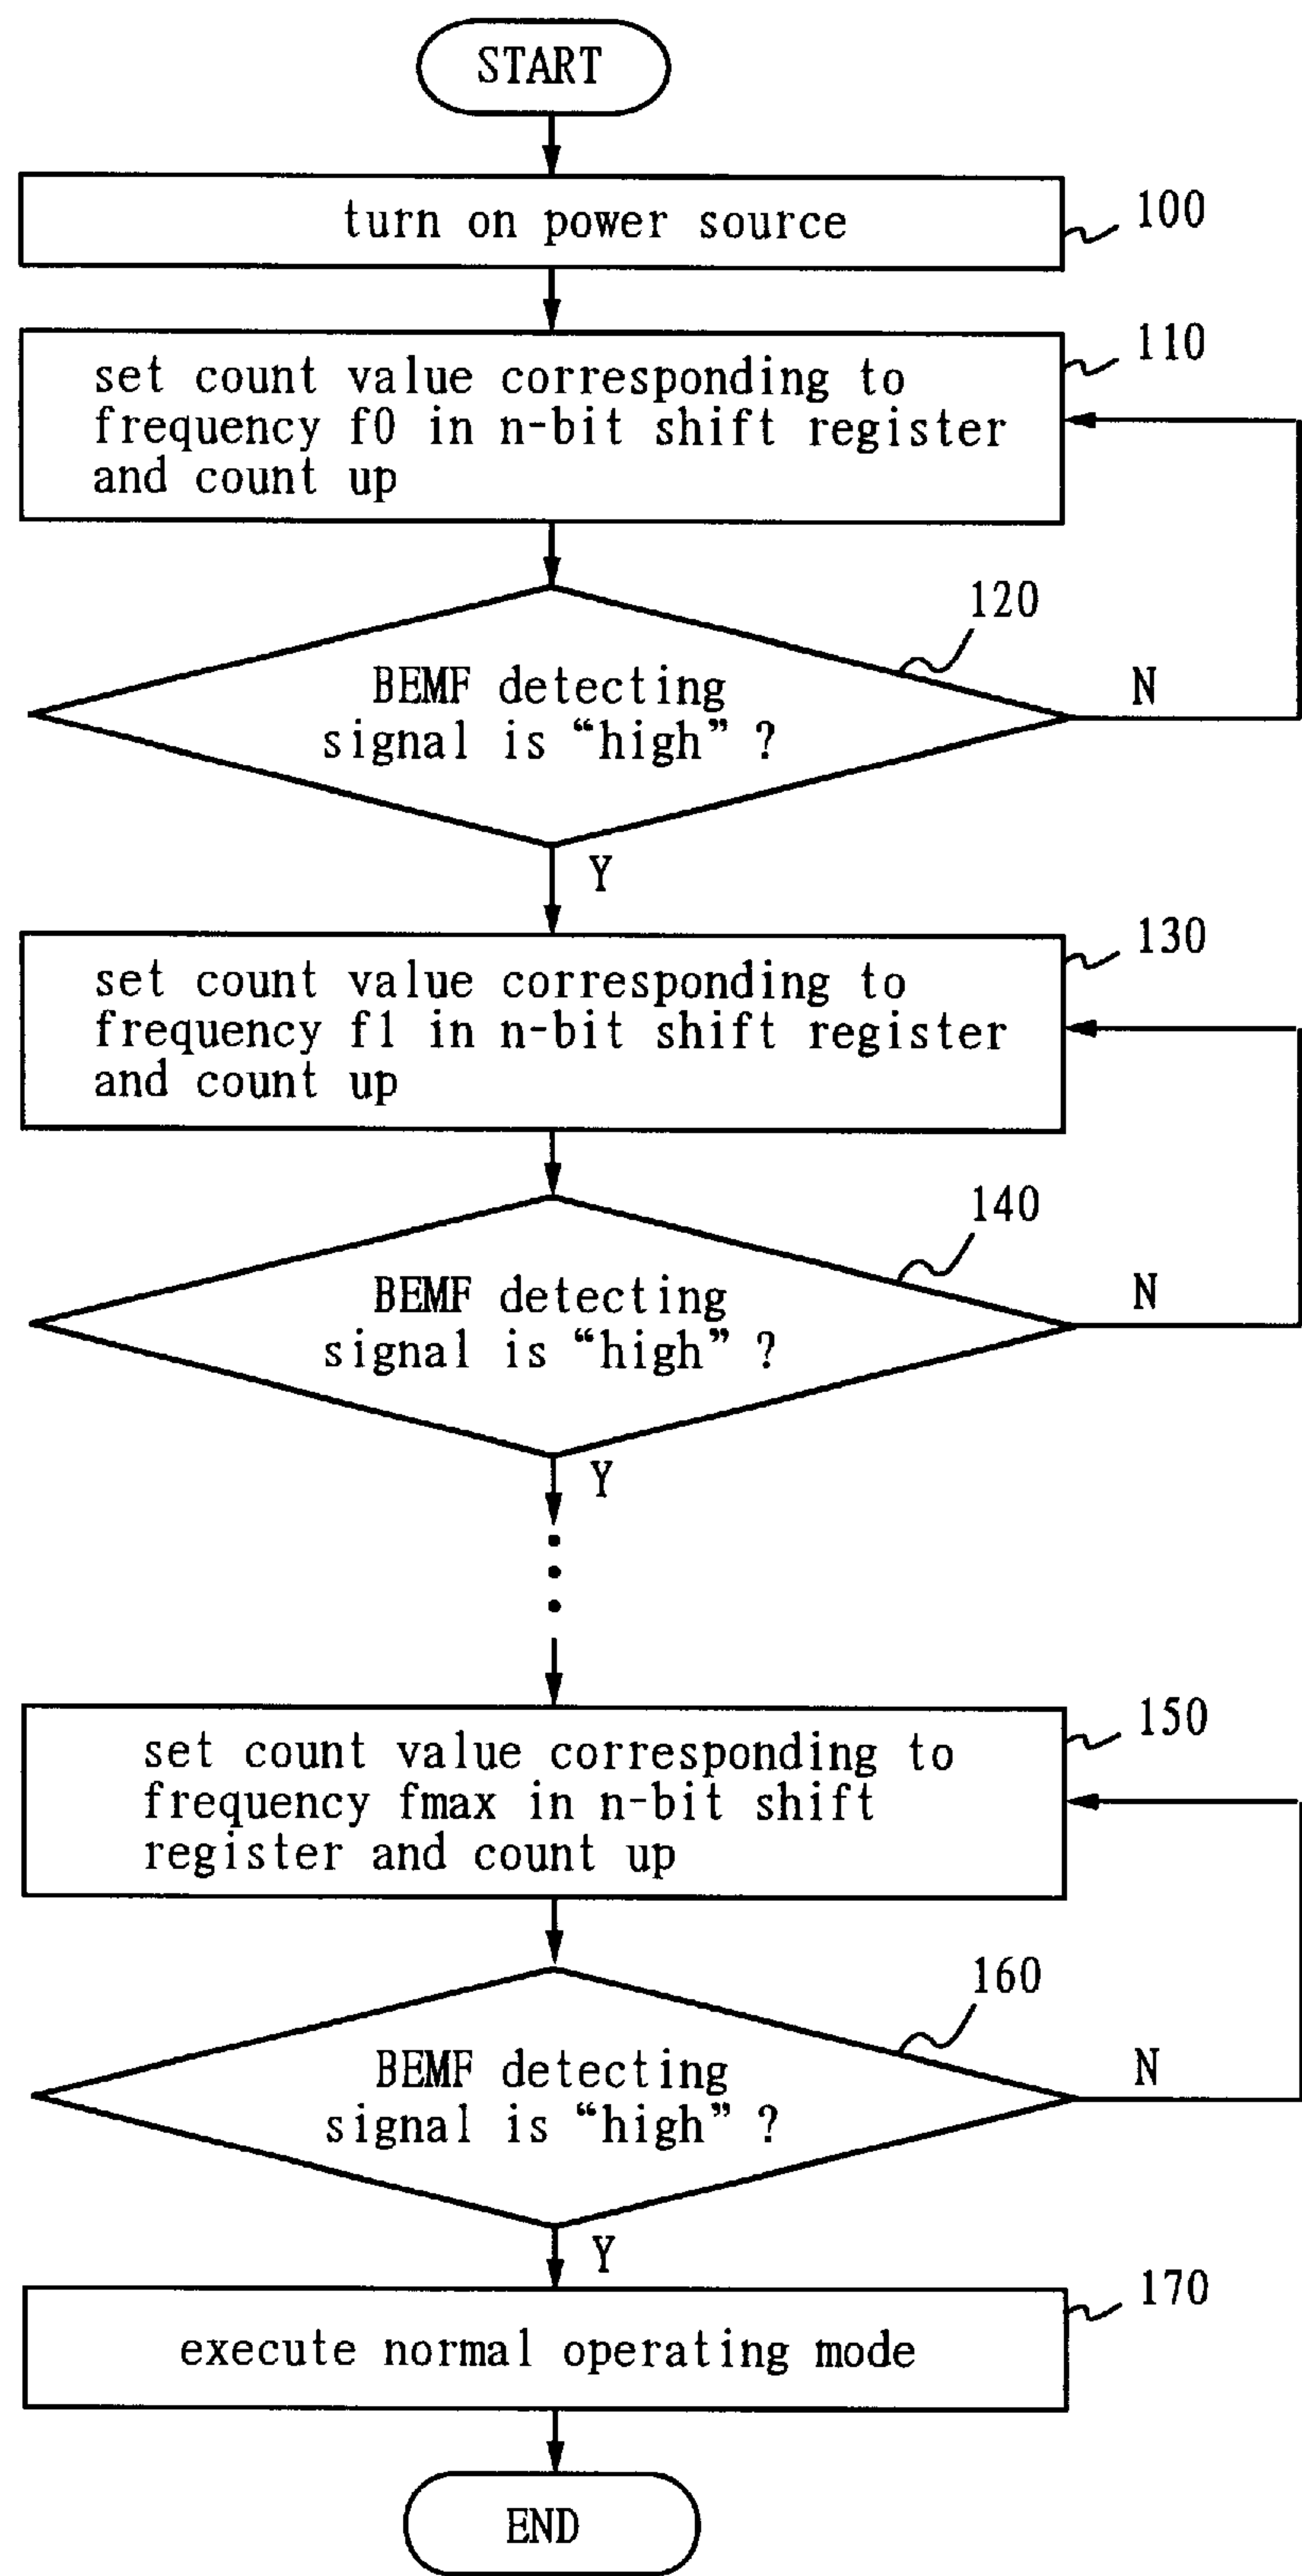 START
turn on power source
100
set count value corresponding to
frequency f0 in n-bit shift register
and count up
110
BEMF detecting
signal is “high” ?
120
N
Y
set count value corresponding to
frequency f1 in n-bit shift register
and count up
130
BEMF detecting
signal is “high” ?
140
N
Y
set count value corresponding to
frequency fmax in n-bit shift
register and count up
150
BEMF detecting
signal is “high” ?
160
N
Y
execute normal operating mode
170
END